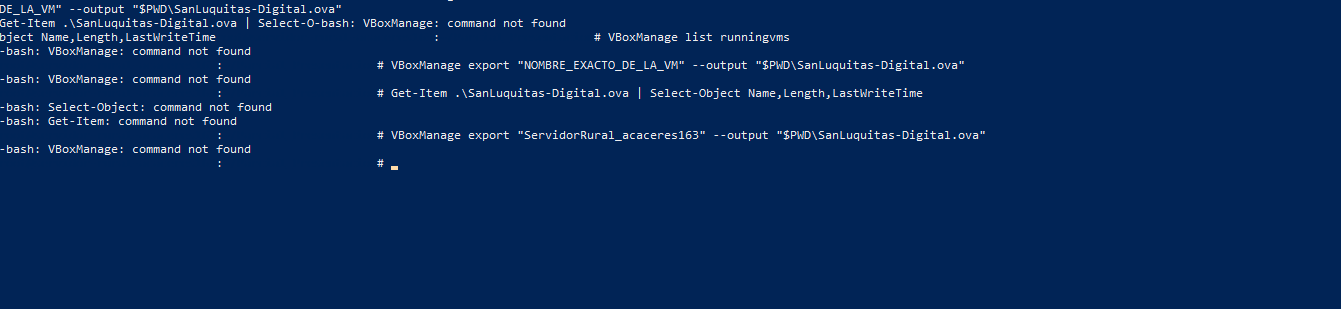 DE_LA_VM" --output "$PWD\SanLuquitas-Digital.ova"
Get-Item .\SanLuquitas-Digital.ova | Select-O-bash: VBoxManage: command not found
bject Name,Length,LastWriteTime : # VBoxManage list runningvms
-bash: VBoxManage: command not found
: # VBoxManage export "NOMBRE_EXACTO_DE_LA_VM" --output "$PWD\SanLuquitas-Digital.ova"
-bash: VBoxManage: command not found
: # Get-Item .\SanLuquitas-Digital.ova | Select-Object Name,Length,LastWriteTime
-bash: Select-Object: command not found
-bash: Get-Item: command not found
: # VBoxManage export "ServidorRural_acaceres163" --output "$PWD\SanLuquitas-Digital.ova"
-bash: VBoxManage: command not found
: #